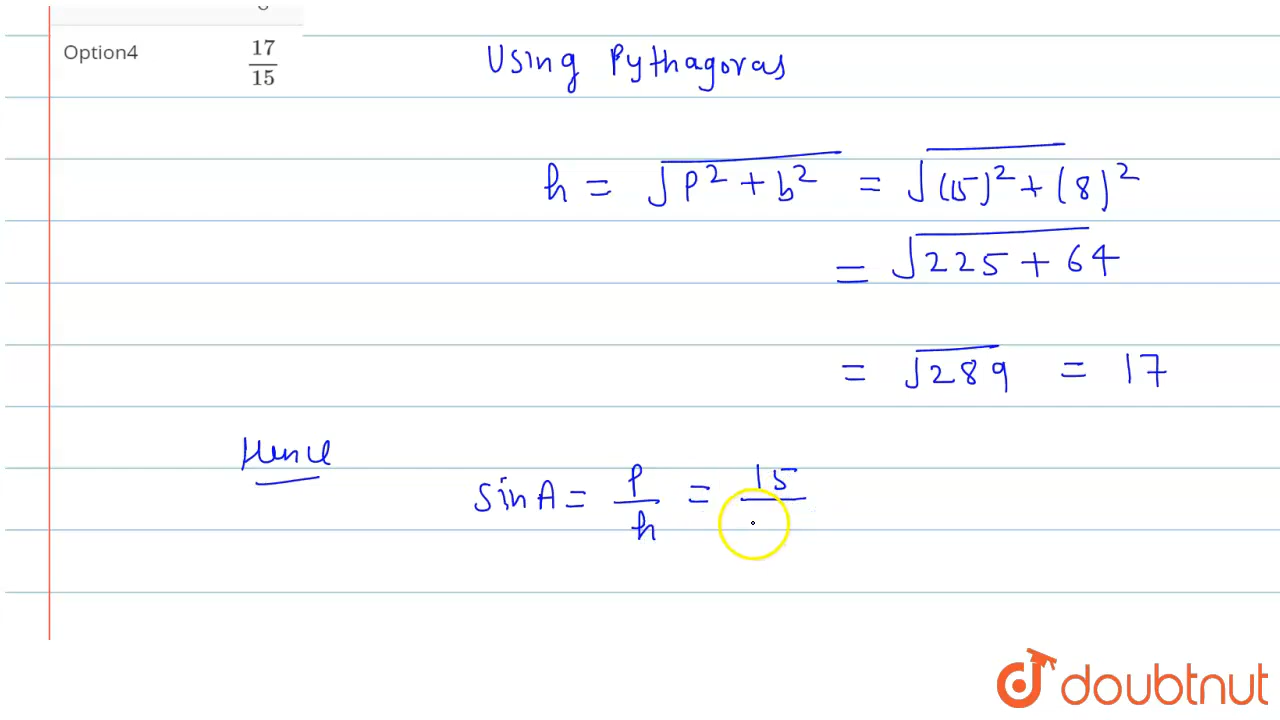 Option4 17/15
Using Pythagoras
h = √p² + b² = √(15)² + (8)²
= √225 + 64
= √289 = 17
Hence
sin A = p/h = 15/
doubtnut